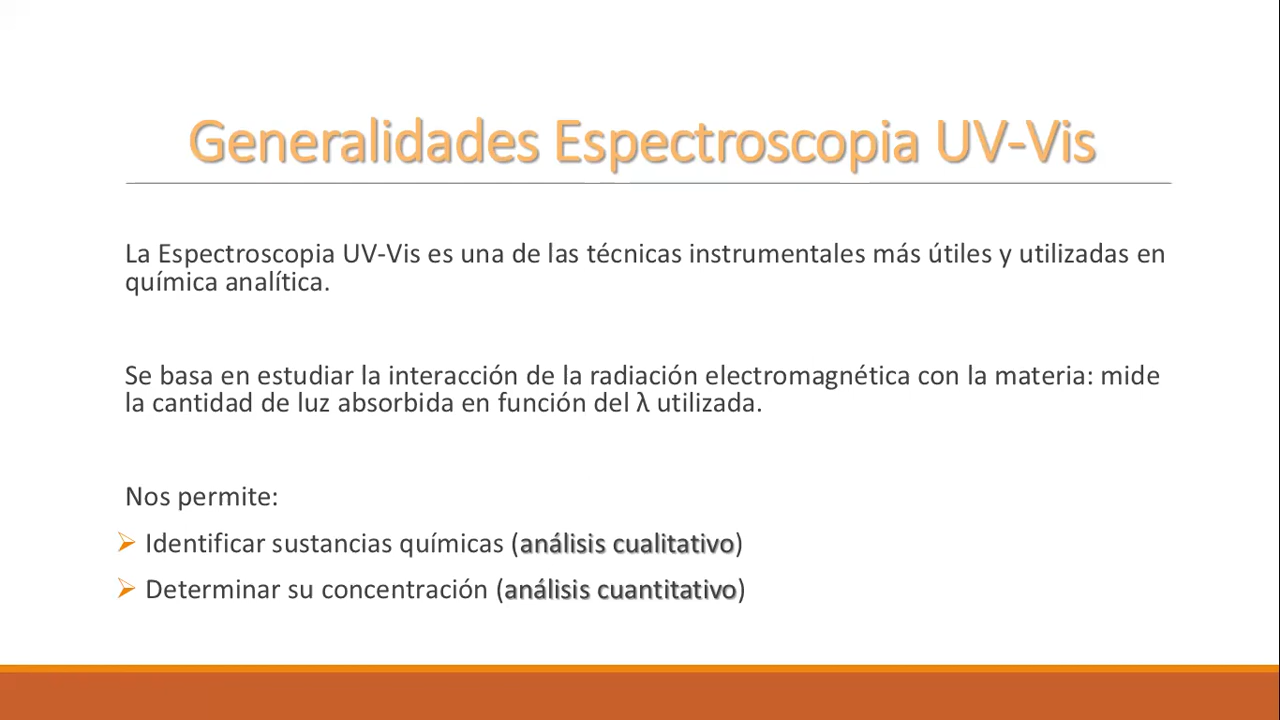 Generalidades Espectroscopia UV-Vis
La Espectroscopia UV-Vis es una de las técnicas instrumentales más útiles y utilizadas en
química analítica.
Se basa en estudiar la interacción de la radiación electromagnética con la materia: mide
la cantidad de luz absorbida en función del λ utilizada.
Nos permite:
➢ Identificar sustancias químicas (análisis cualitativo)
➢ Determinar su concentración (análisis cuantitativo)